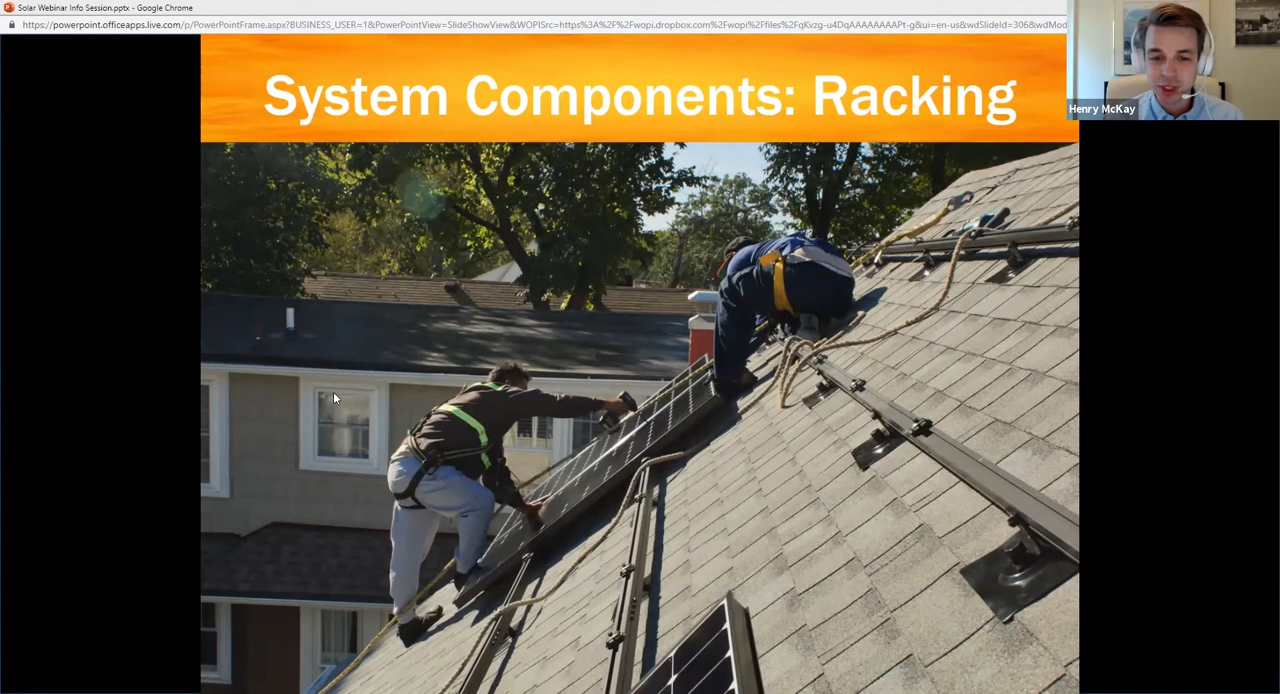 Solar Webinar Info Session.pptx - Google Chrome
https://powerpoint.officeapps.live.com/p/PowerPointFrame.aspx?BUSINESS_USER=1&PowerPointView=SlideShowView&WOPISrc=https%3A%2F%2Fwopi.dropbox.com%2Fwopi%2Ffiles%2FqKvzg-u4DqAAAAAAAAPt-g&ui=en-us&wdSlideId=306&wdMod
Henry McKay
System Components: Racking